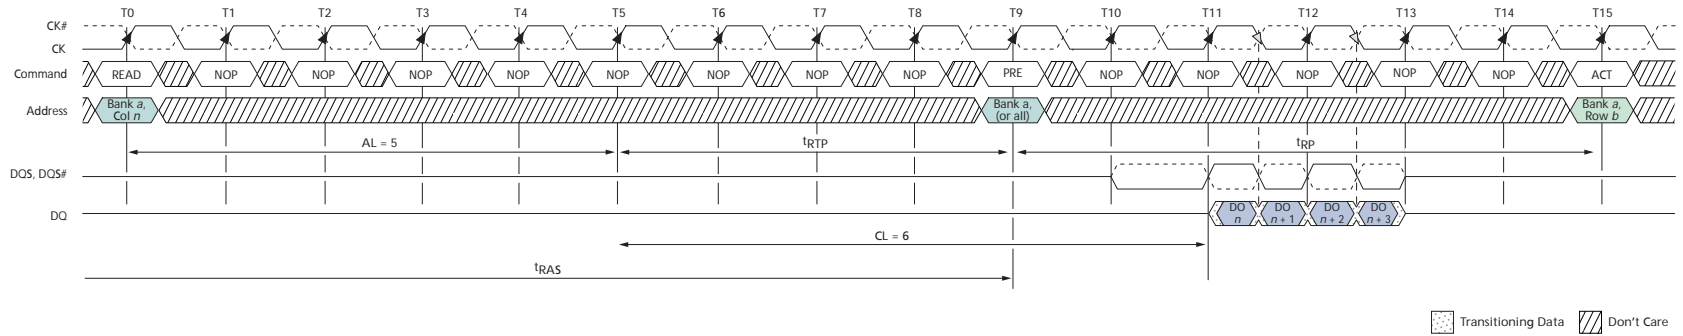 T0 T1 T2 T3 T4 T5 T6 T7 T8 T9 T10 T11 T12 T13 T14 T15
CK#
CK
Command READ NOP NOP NOP NOP NOP NOP NOP NOP PRE NOP NOP NOP NOP NOP ACT
Address Bank a, Col n Bank a, (or all) Bank a, Row b
AL = 5 tRTP tRP
DQS, DQS#
DQ DO n DO n + 1 DO n + 2 DO n + 3
CL = 6
tRAS
Transitioning Data Don't Care